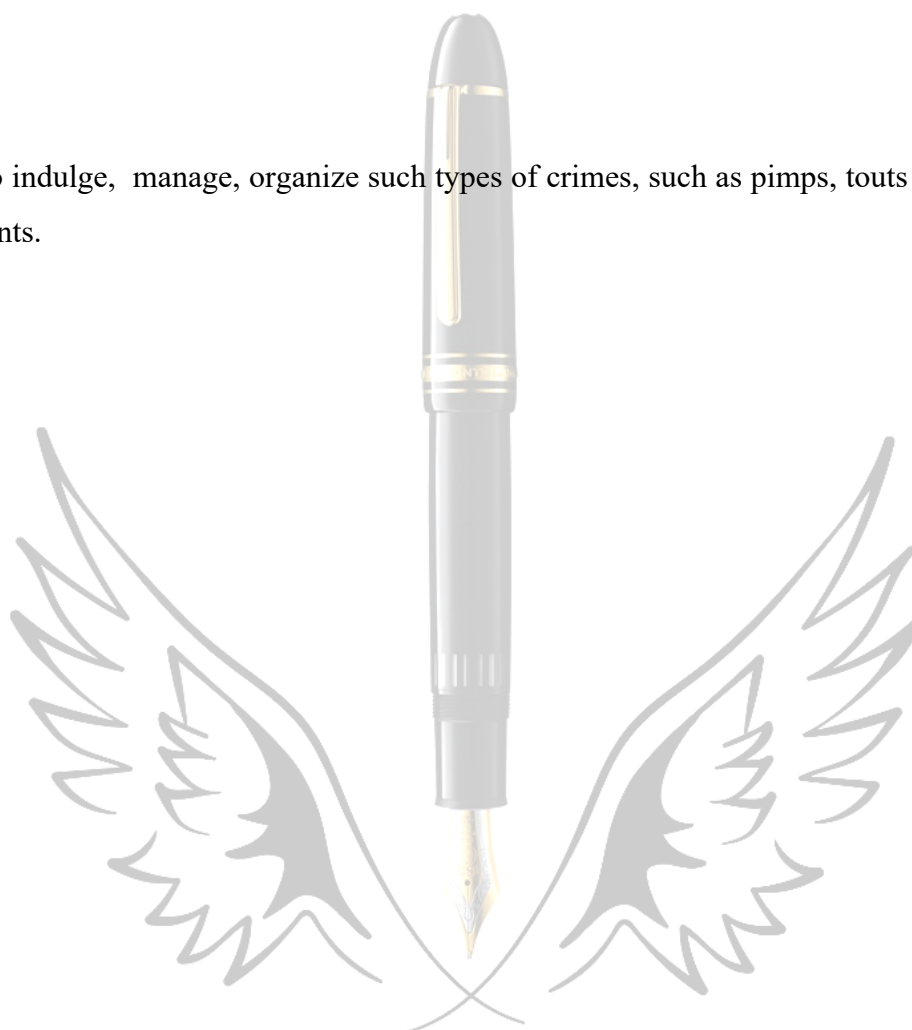 indulge, manage, organize such types of crimes, such as pimps, touts
nts.